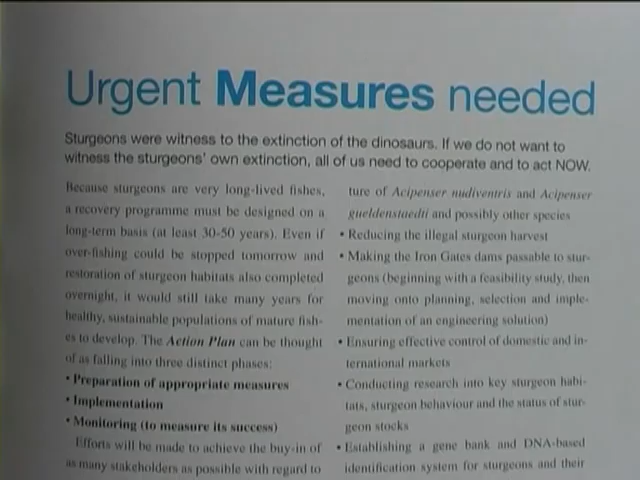 Urgent Measures needed
Sturgeons were witness to the extinction of the dinosaurs. If we do not want to
witness the sturgeons' own extinction, all of us need to cooperate and to act NOW.
Because sturgeons are very long-lived fishes,
a recovery programme must be designed on a
long-term basis (at least 30-50 years). Even if
over-fishing could be stopped tomorrow and
restoration of sturgeon habitats also completed
overnight, it would still take many years for
healthy, sustainable populations of mature fish-
es to develop. The Action Plan can be thought
of as falling into three distinct phases:
• Preparation of appropriate measures
• Implementation
• Monitoring (to measure its success)
Efforts will be made to achieve the buy-in of
as many stakeholders as possible with regard to
ture of Acipenser nudiventris and Acipenser
gueldenstaedti and possibly other species
• Reducing the illegal sturgeon harvest
• Making the Iron Gates dams passable to stur-
geons (beginning with a feasibility study, then
moving onto planning, selection and imple-
mentation of an engineering solution)
• Ensuring effective control of domestic and in-
ternational markets
• Conducting research into key sturgeon habi-
tats, sturgeon behaviour and the status of stur-
geon stocks
• Establishing a gene bank and DNA-based
identification system for sturgeons and their